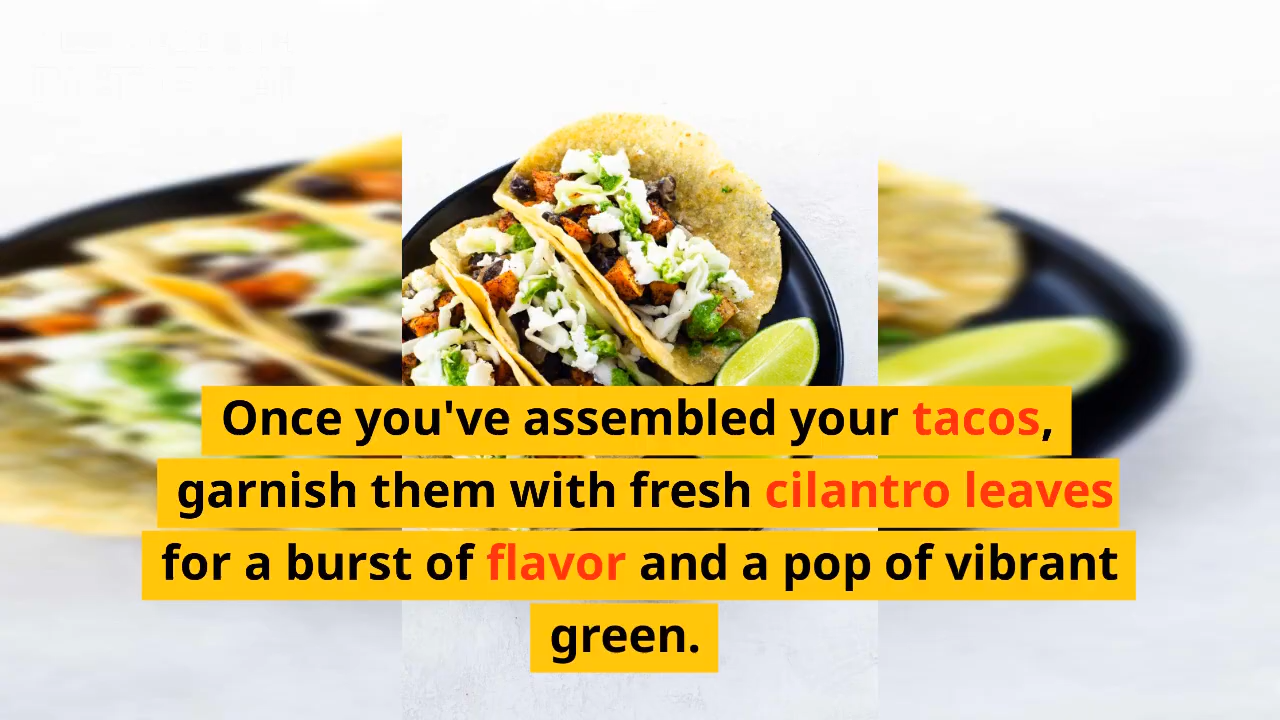 Once you've assembled your tacos,
garnish them with fresh cilantro leaves
for a burst of flavor and a pop of vibrant
green.